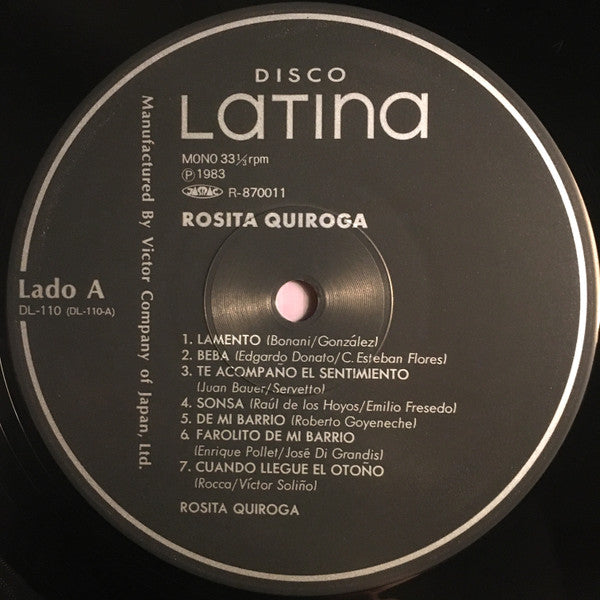 DISCO
LaTIna
MONO 33⅓rpm
Ⓟ1983
JASRAC R-870011
ROSITA QUIROGA
Manufactured By Victor Company of Japan, Ltd.
Lado A
DL-110 (DL-110-A)
1. LAMENTO (Bonani/González)
2. BEBA (Edgardo Donato/C. Esteban Flores)
3. TE ACOMPAÑO EL SENTIMIENTO
(Juan Bauer/Servetto)
4. SONSA (Raúl de los Hoyos/Emilio Fresedo)
5. DE MI BARRIO (Roberto Goyeneche)
6. FAROLITO DE MI BARRIO
(Enrique Pollet/José Di Grandis)
7. CUANDO LLEGUE EL OTOÑO
(Rocca/Víctor Soliño)
ROSITA QUIROGA